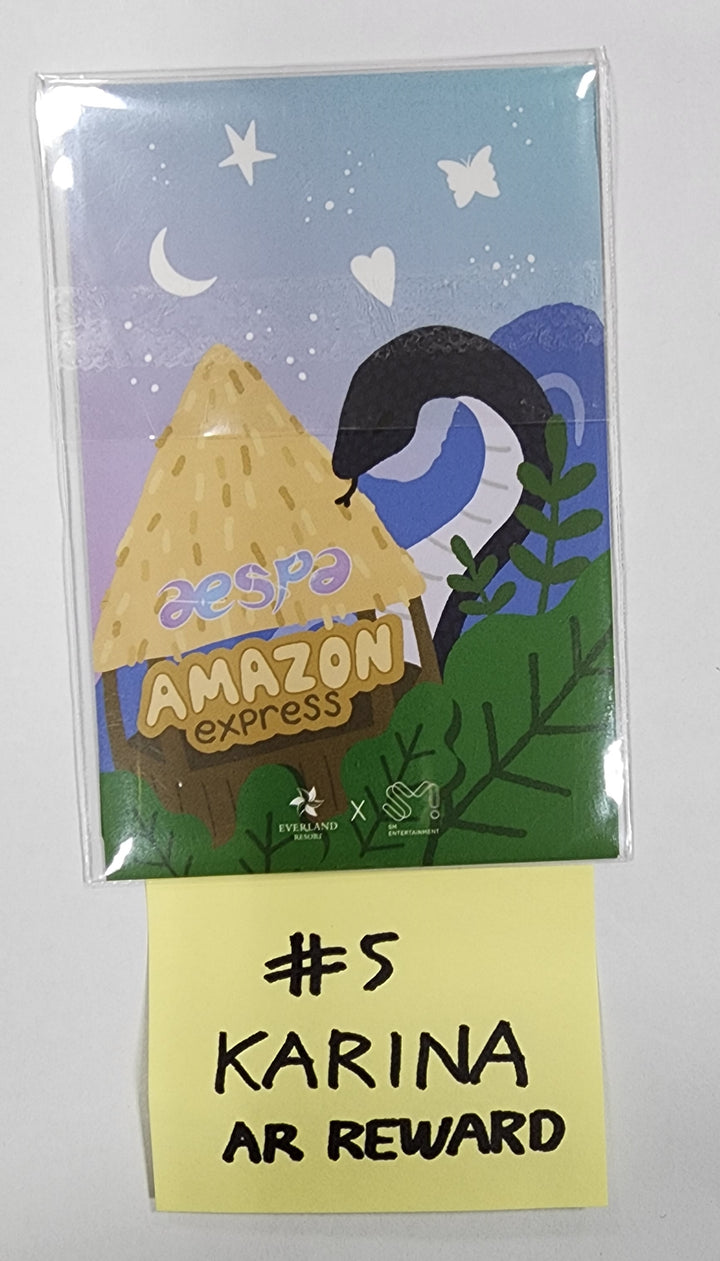 aespa
AMAZON
express
EVERLAND
RESORT
X
SM
ENTERTAINMENT
#5
KARINA
AR REWARD